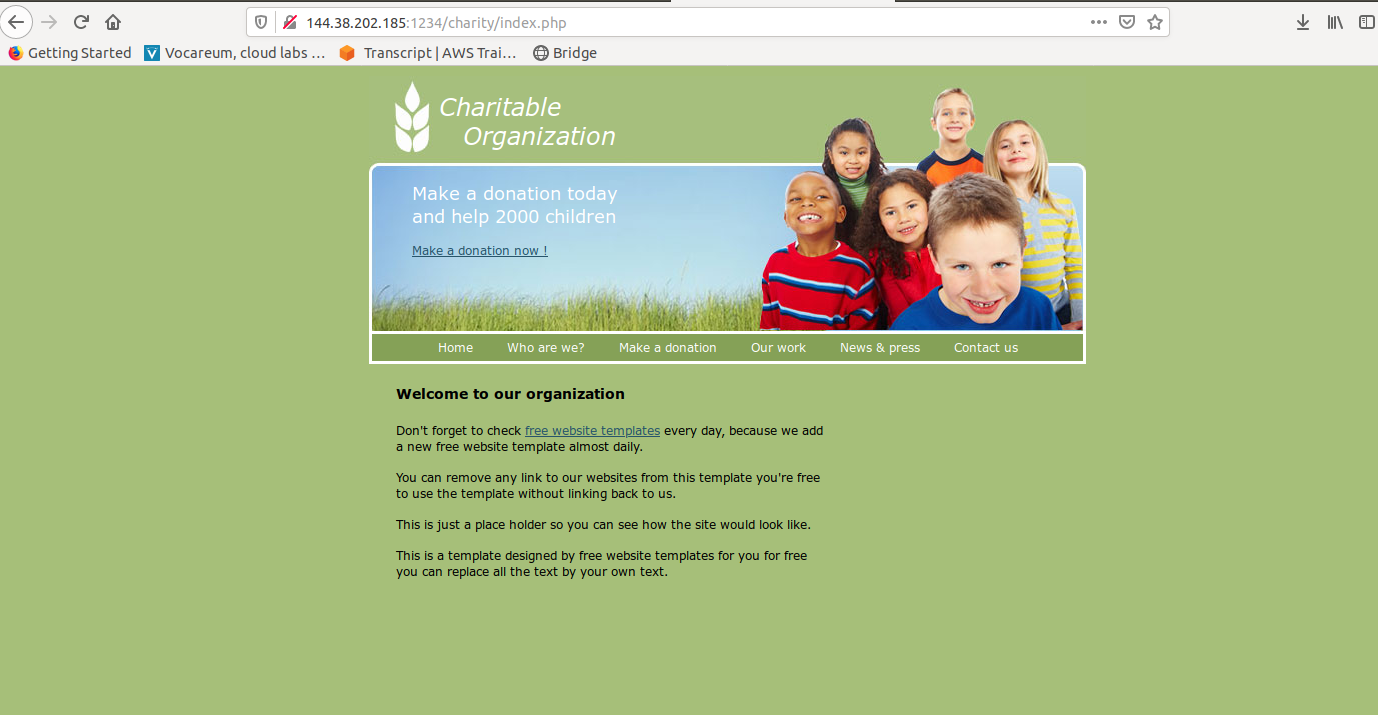 144.38.202.185:1234/charity/index.php
Getting Started Vocareum, cloud labs ... Transcript | AWS Trai... Bridge
Charitable
Organization
Make a donation today
and help 2000 children
Make a donation now !
Home Who are we? Make a donation Our work News & press Contact us
Welcome to our organization
Don't forget to check free website templates every day, because we add
a new free website template almost daily.
You can remove any link to our websites from this template you're free
to use the template without linking back to us.
This is just a place holder so you can see how the site would look like.
This is a template designed by free website templates for you for free
you can replace all the text by your own text.